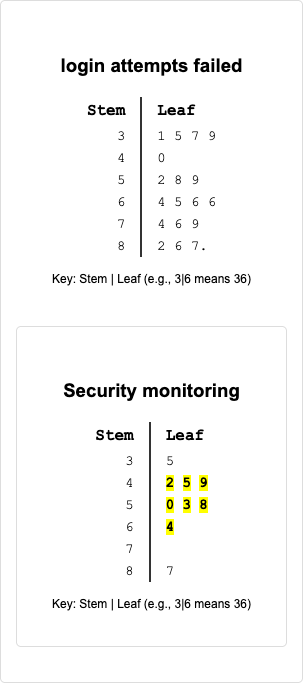 login attempts failed
Stem Leaf
3 1 5 7 9
4 0
5 2 8 9
6 4 5 6 6
7 4 6 9
8 2 6 7.
Key: Stem | Leaf (e.g., 3|6 means 36)
Security monitoring
Stem Leaf
3 5
4 2 5 9
5 0 3 8
6 4
7
8 7
Key: Stem | Leaf (e.g., 3|6 means 36)